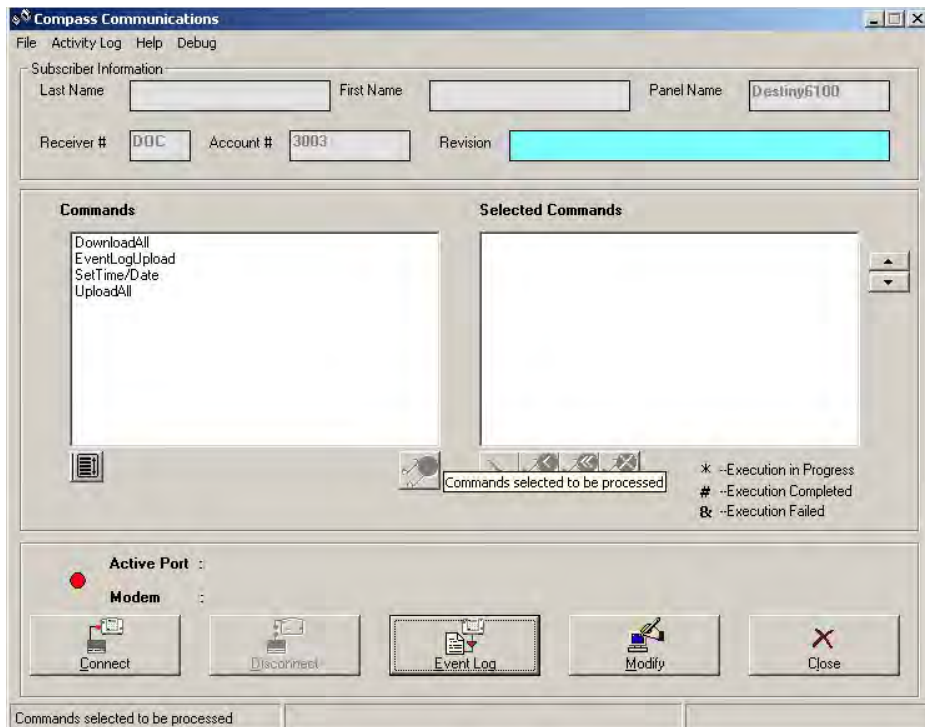 Compass Communications
File Activity Log Help Debug
Subscriber Information
Last Name First Name Panel Name Destiny6100
Receiver # DOC Account # 3003 Revision
Commands Selected Commands
DownloadAll
EventLogUpload
SetTime/Date
UploadAll
Commands selected to be processed
* --Execution in Progress
# --Execution Completed
& --Execution Failed
Active Port :
Modem :
Connect Disconnect Event Log Modify Close
Commands selected to be processed